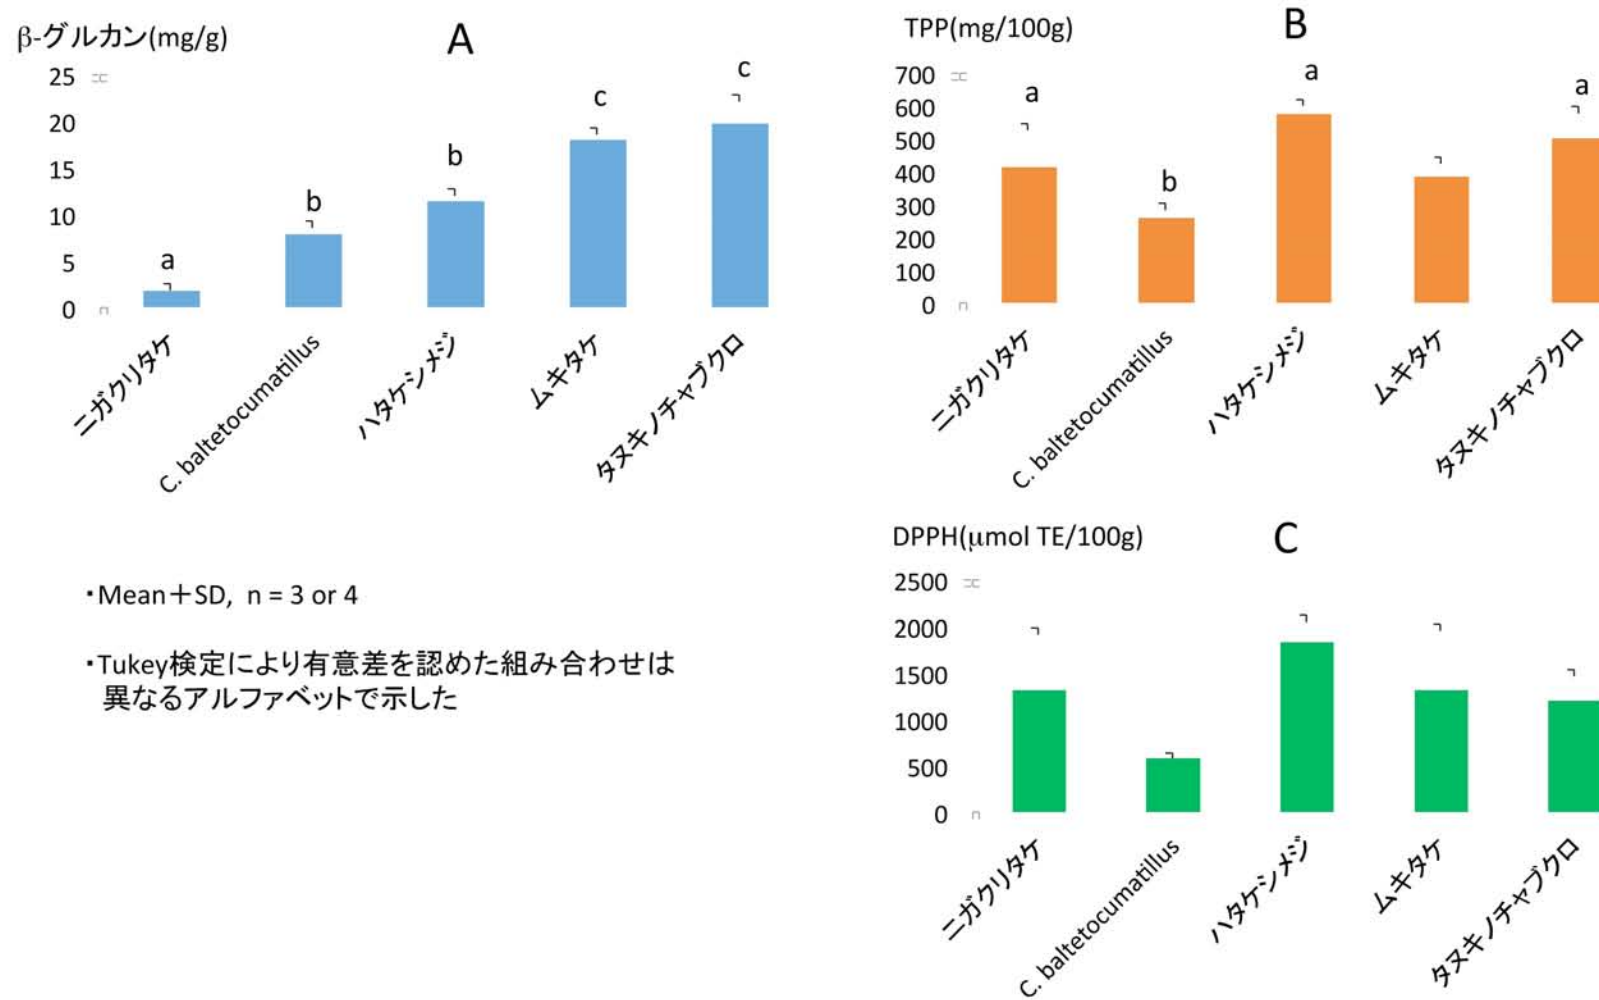 β-グルカン(mg/g)
A
25
20
15
10
5
0
a
b
b
c
c
ニガクリタケ
C. baltetocumatillus
ハタケシメジ
ムキタケ
タヌキノチャブクロ
TPP(mg/100g)
B
700
600
500
400
300
200
100
0
a
b
a
a
ニガクリタケ
C. baltetocumatillus
ハタケシメジ
ムキタケ
タヌキノチャブクロ
・Mean＋SD, n = 3 or 4
・Tukey検定により有意差を認めた組み合わせは
異なるアルファベットで示した
DPPH(μmol TE/100g)
C
2500
2000
1500
1000
500
0
ニガクリタケ
C. baltetocumatillus
ハタケシメジ
ムキタケ
タヌキノチャブクロ